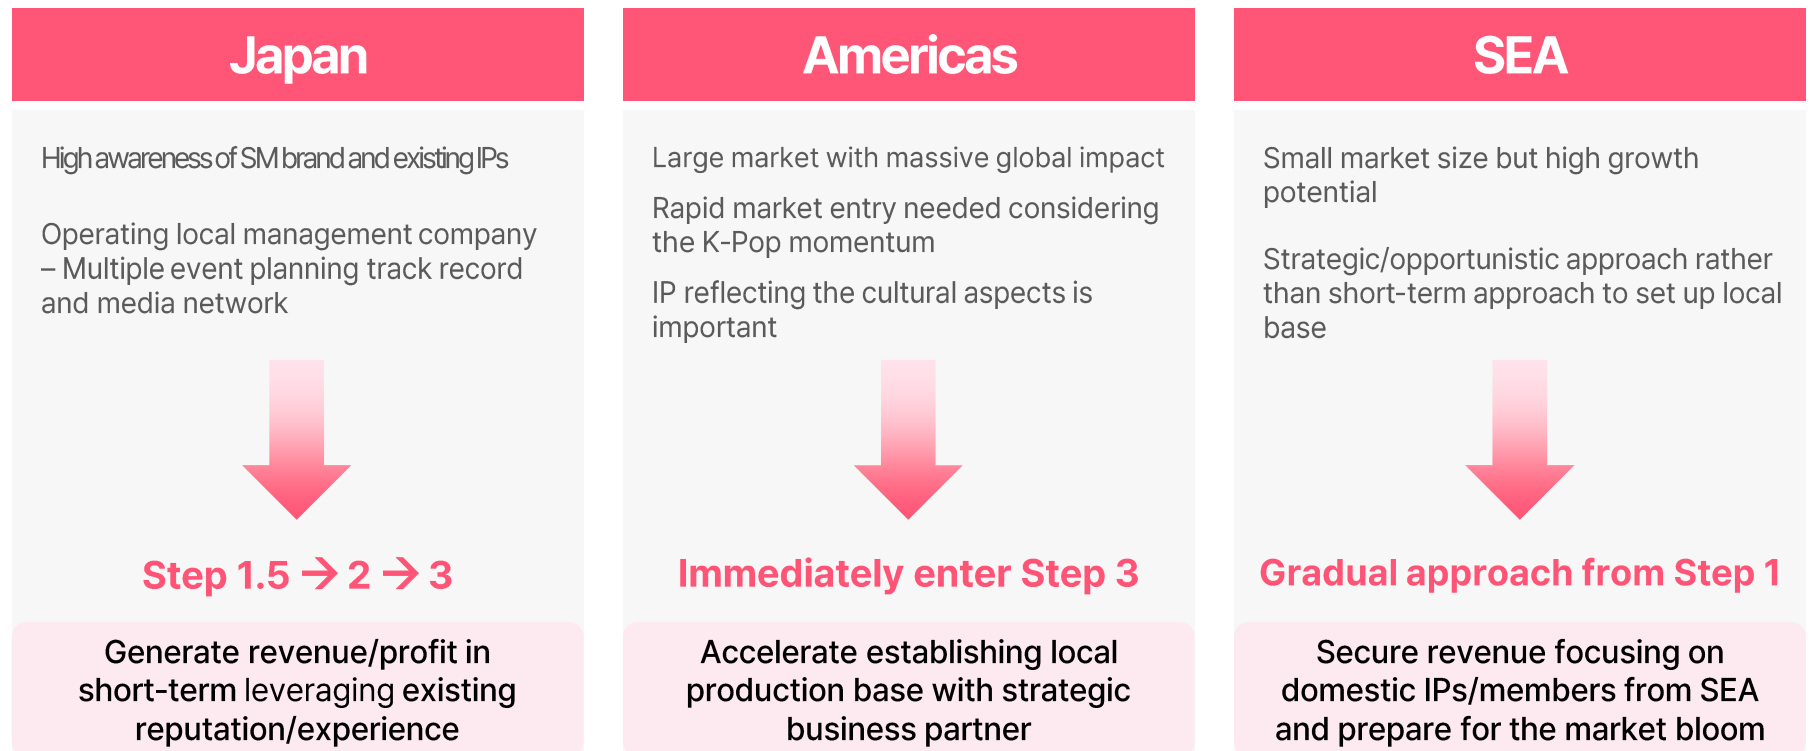 Japan
High awareness of SM brand and existing IPs
Operating local management company
– Multiple event planning track record
and media network
Step 1.5 → 2 → 3
Generate revenue/profit in
short-term leveraging existing
reputation/experience
Americas
Large market with massive global impact
Rapid market entry needed considering
the K-Pop momentum
IP reflecting the cultural aspects is
important
Immediately enter Step 3
Accelerate establishing local
production base with strategic
business partner
SEA
Small market size but high growth
potential
Strategic/opportunistic approach rather
than short-term approach to set up local
base
Gradual approach from Step 1
Secure revenue focusing on
domestic IPs/members from SEA
and prepare for the market bloom